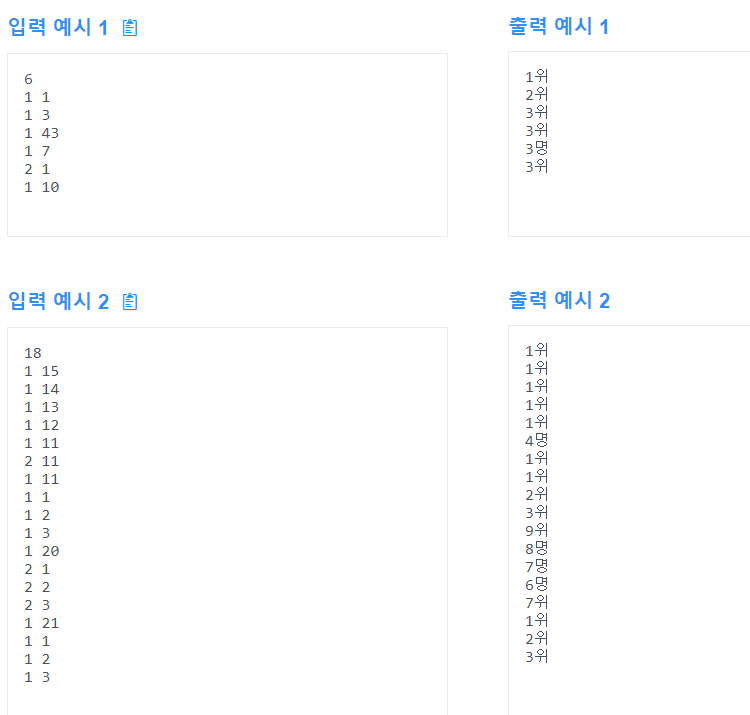 입력 예시 1
6
1 1
1 3
1 43
1 7
2 1
1 10
출력 예시 1
1위
2위
3위
3위
3명
3위
입력 예시 2
18
1 15
1 14
1 13
1 12
1 11
2 11
1 11
1 1
1 2
1 3
1 20
2 1
2 2
2 3
1 21
1 1
1 2
1 3
출력 예시 2
1위
1위
1위
1위
1위
4명
1위
1위
2위
3위
9위
8명
7명
6명
7위
1위
2위
3위